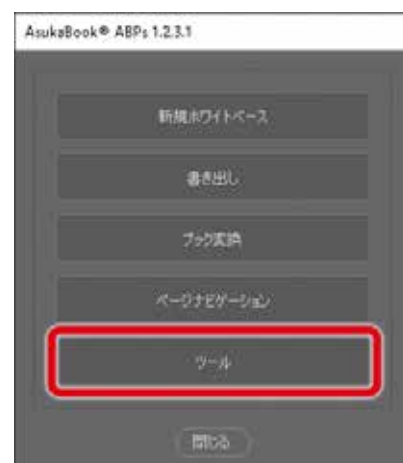 AsukaBook® ABPs 1.2.3.1
新規ホワイトベース
書き出し
ブック変換
ページナビゲーション
ツール
閉じる